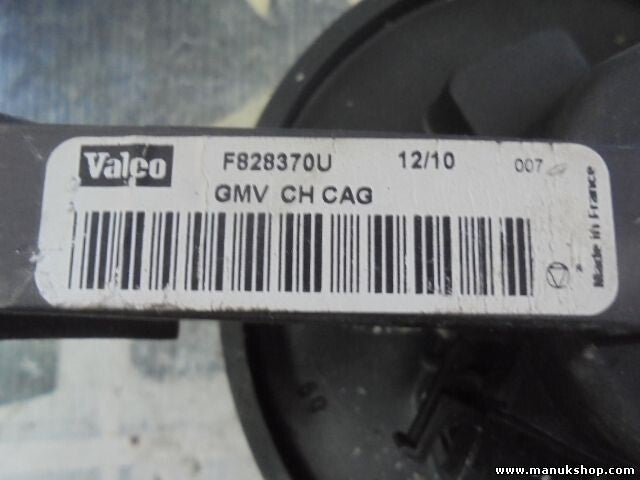 Valeo F828370U 12/10 007
GMV CH CAG
Made in France
www.manukshop.com